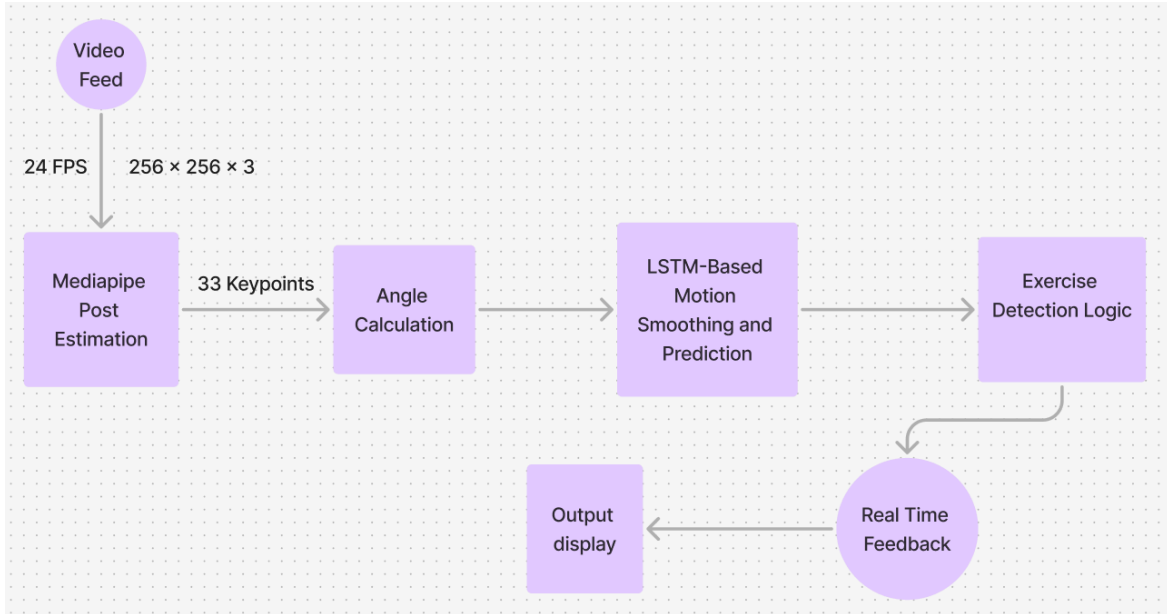 Video
Feed
24 FPS
256 × 256 × 3
Mediapipe
Post
Estimation
33 Keypoints
Angle
Calculation
LSTM-Based
Motion
Smoothing and
Prediction
Exercise
Detection Logic
Real Time
Feedback
Output
display